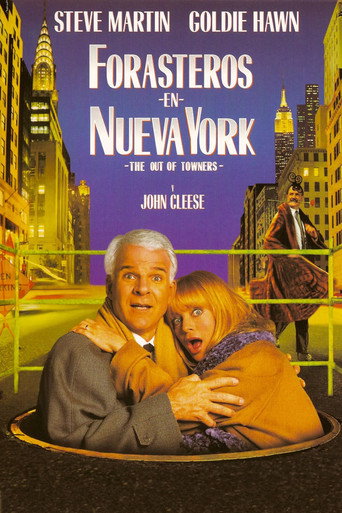 STEVE MARTIN GOLDIE HAWN
FORASTEROS
-EN-
NUEVA YORK
-THE OUT OF TOWNERS-
Y
JOHN CLEESE